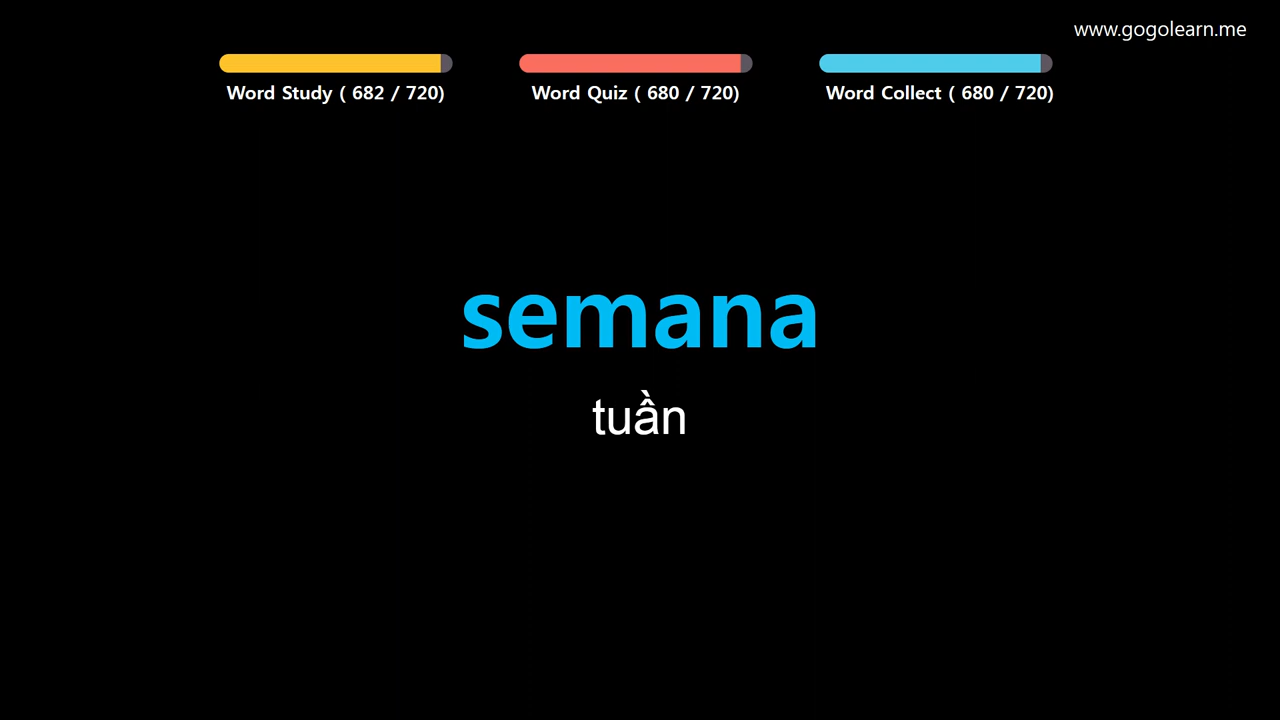 www.gogolearn.me
Word Study ( 682 / 720)
Word Quiz ( 680 / 720)
Word Collect ( 680 / 720)
semana
tuần